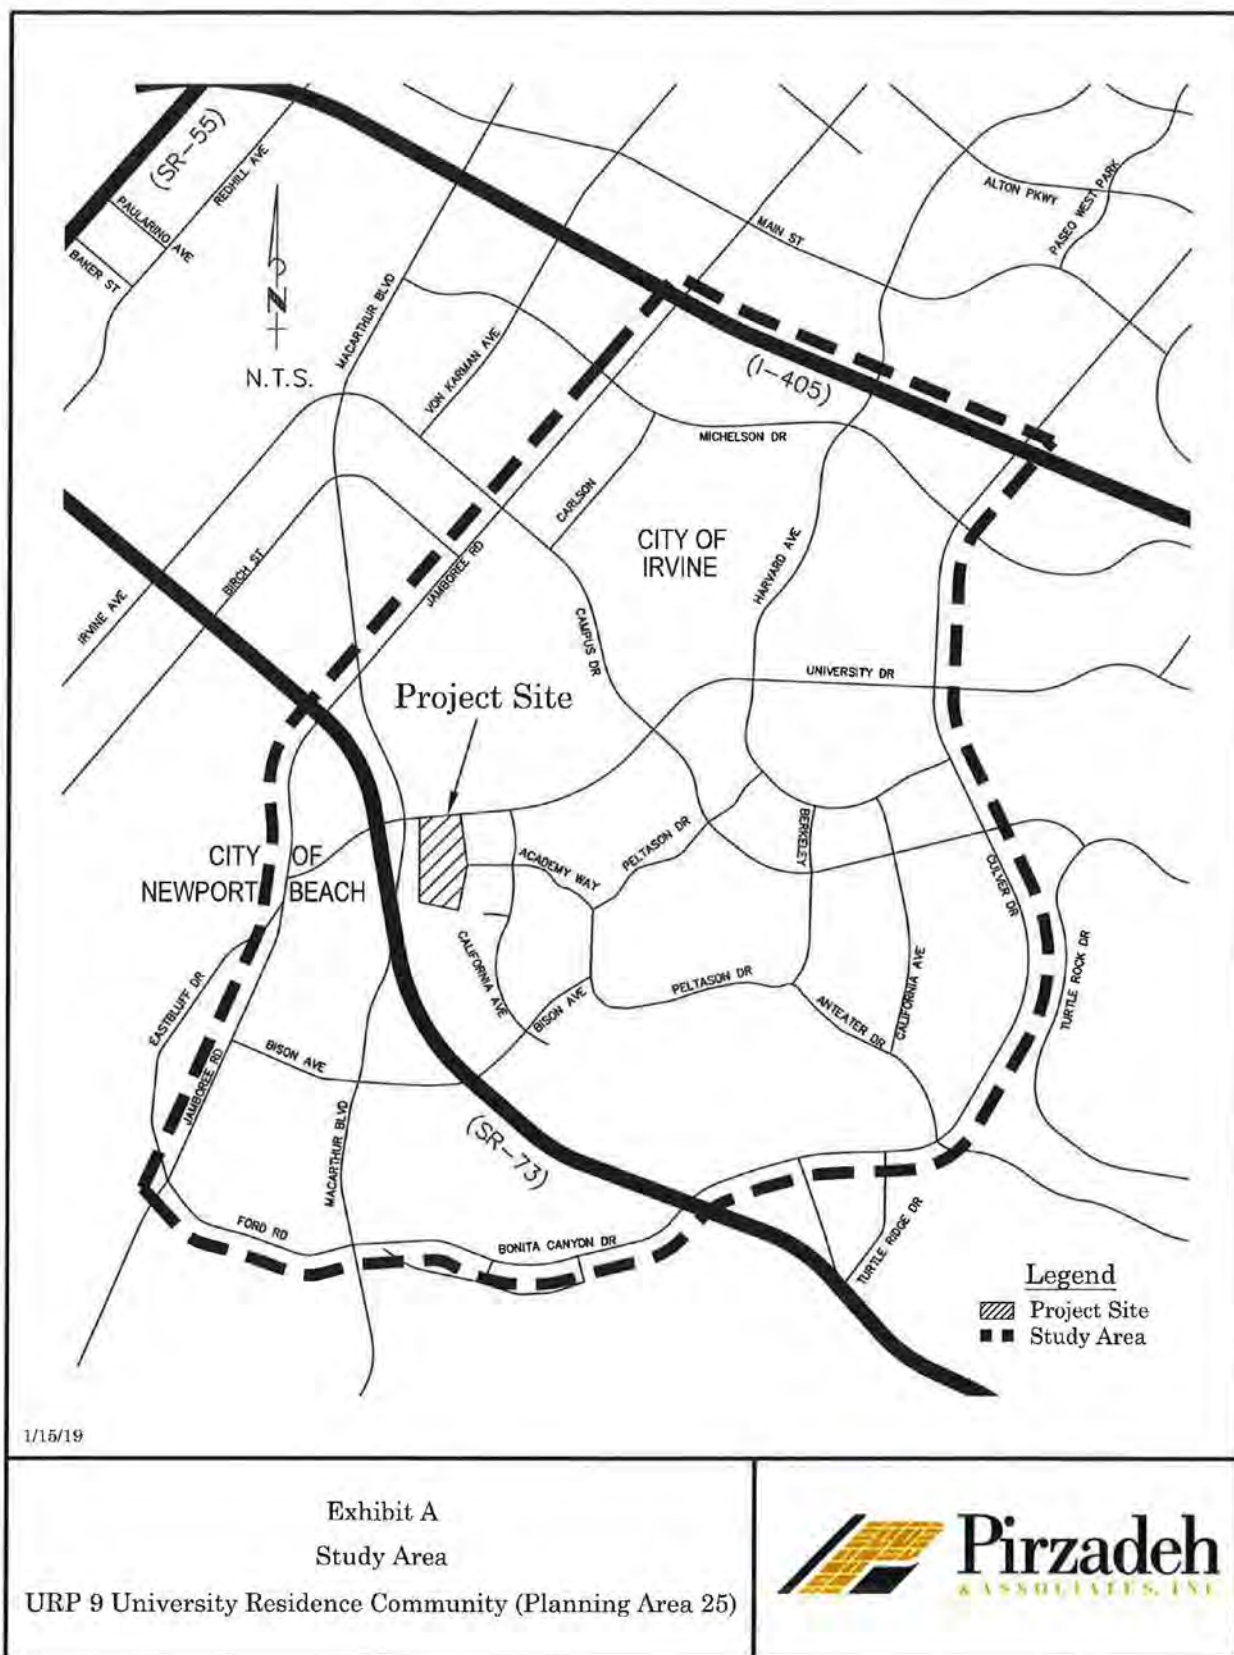 (SR-55)
REDHILL AVE
PAULARINO AVE
BAKER ST
ALTON PKWY
PASEO WEST PARK
MAIN ST
MACARTHUR BLVD
N
N.T.S.
VON KARMAN AVE
(I-405)
MICHELSON DR
CARLSON
CITY OF
IRVINE
HARVARD AVE
JAMBOREE RD
BIRCH ST
IRVINE AVE
CAMPUS DR
UNIVERSITY DR
Project Site
CITY OF
NEWPORT BEACH
ACADEMY WAY
PELTASON DR
BERKELEY
CULVER DR
TURTLE ROCK DR
CALIFORNIA AVE
EASTBLUFF DR
BISON AVE
PELTASON DR
ANTEATER DR
CALIFORNIA AVE
BISON AVE
JAMBOREE RD
MACARTHUR BLVD
(SR-73)
FORD RD
BONITA CANYON DR
TURTLE RIDGE DR
Legend
Project Site
Study Area
1/15/19
Exhibit A
Study Area
URP 9 University Residence Community (Planning Area 25)
Pirzadeh
& ASSOCIATES, INC